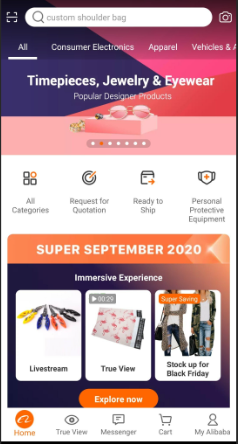 custom shoulder bag
All Consumer Electronics Apparel Vehicles & A
Timepieces, Jewelry & Eyewear
Popular Designer Products
All
Categories
Request for
Quotation
Ready to
Ship
Personal
Protective
Equipment
SUPER SEPTEMBER 2020
Immersive Experience
00:29
Super Saving
Livestream
True View
Stock up for
Black Friday
Explore now
Home
True View
Messenger
Cart
My Alibaba